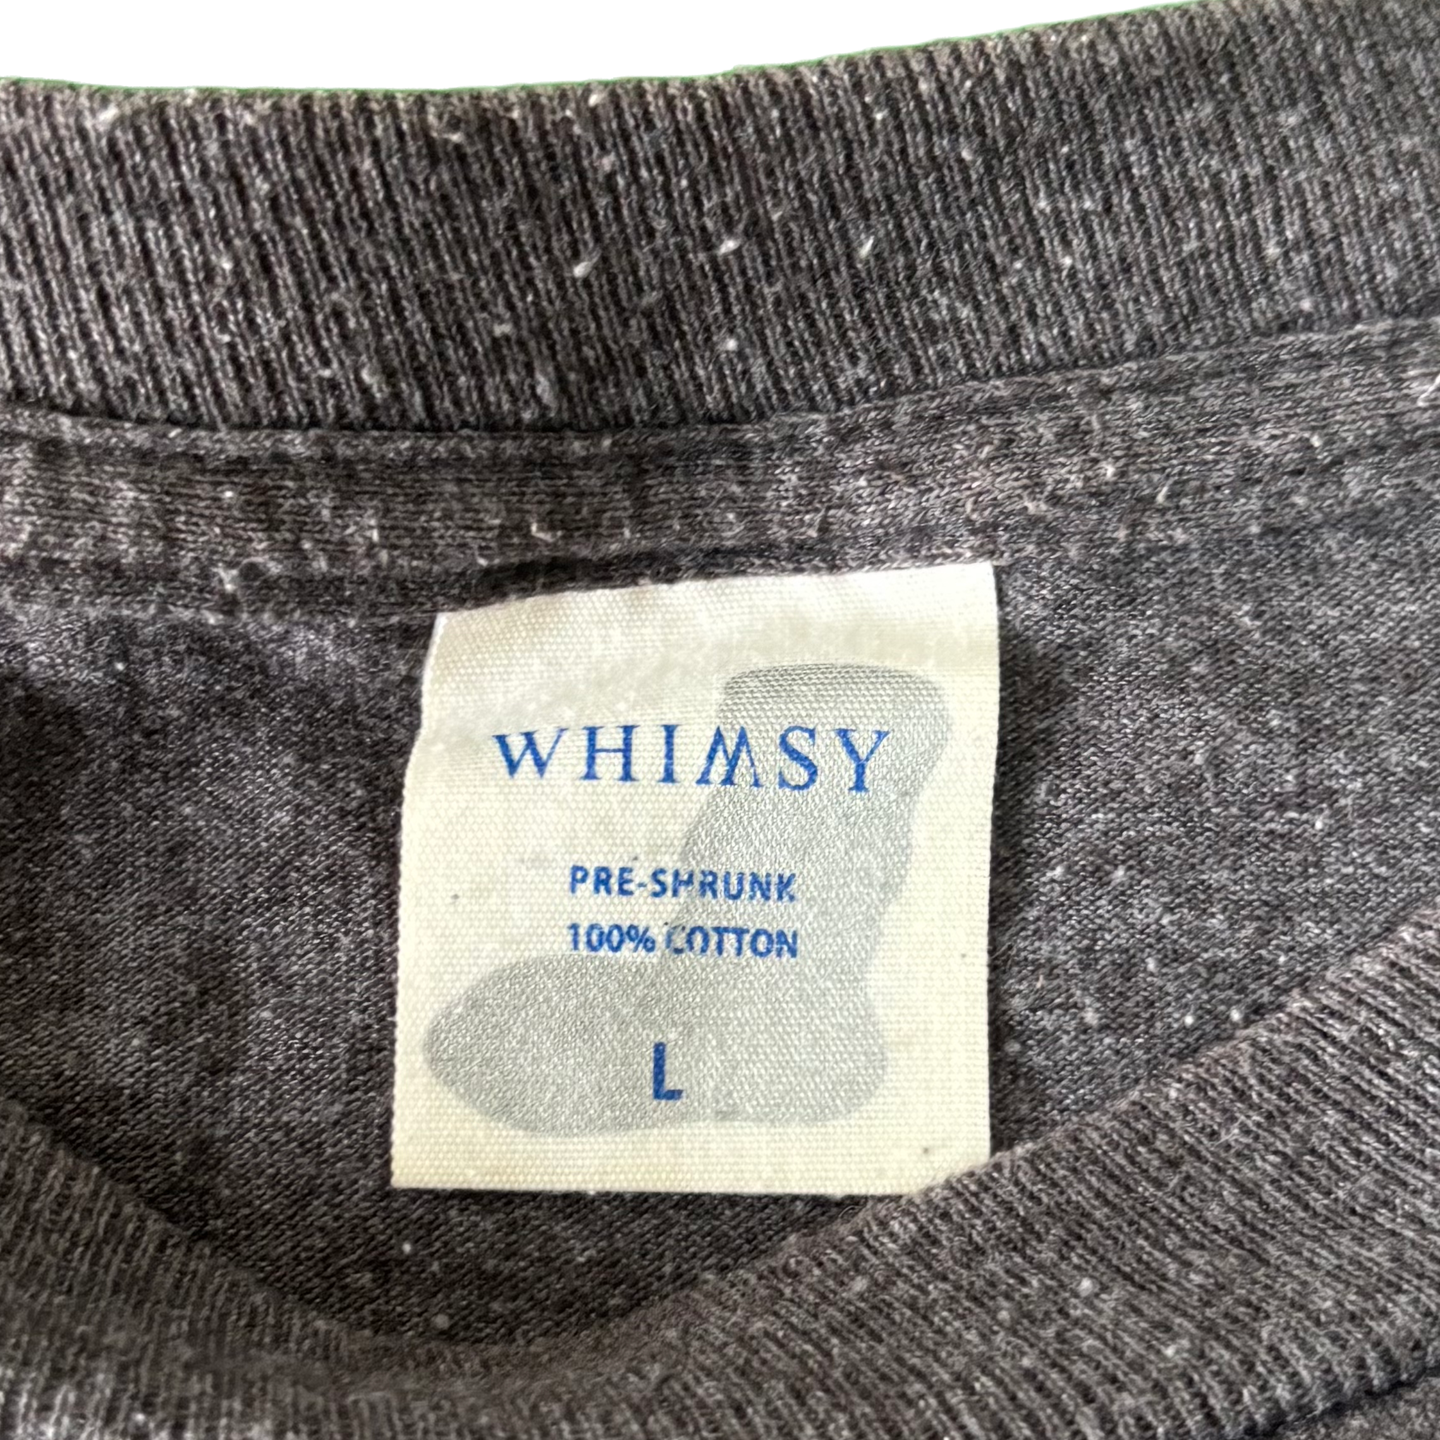 WHIMSY
PRE-SHRUNK
100% COTTON
L